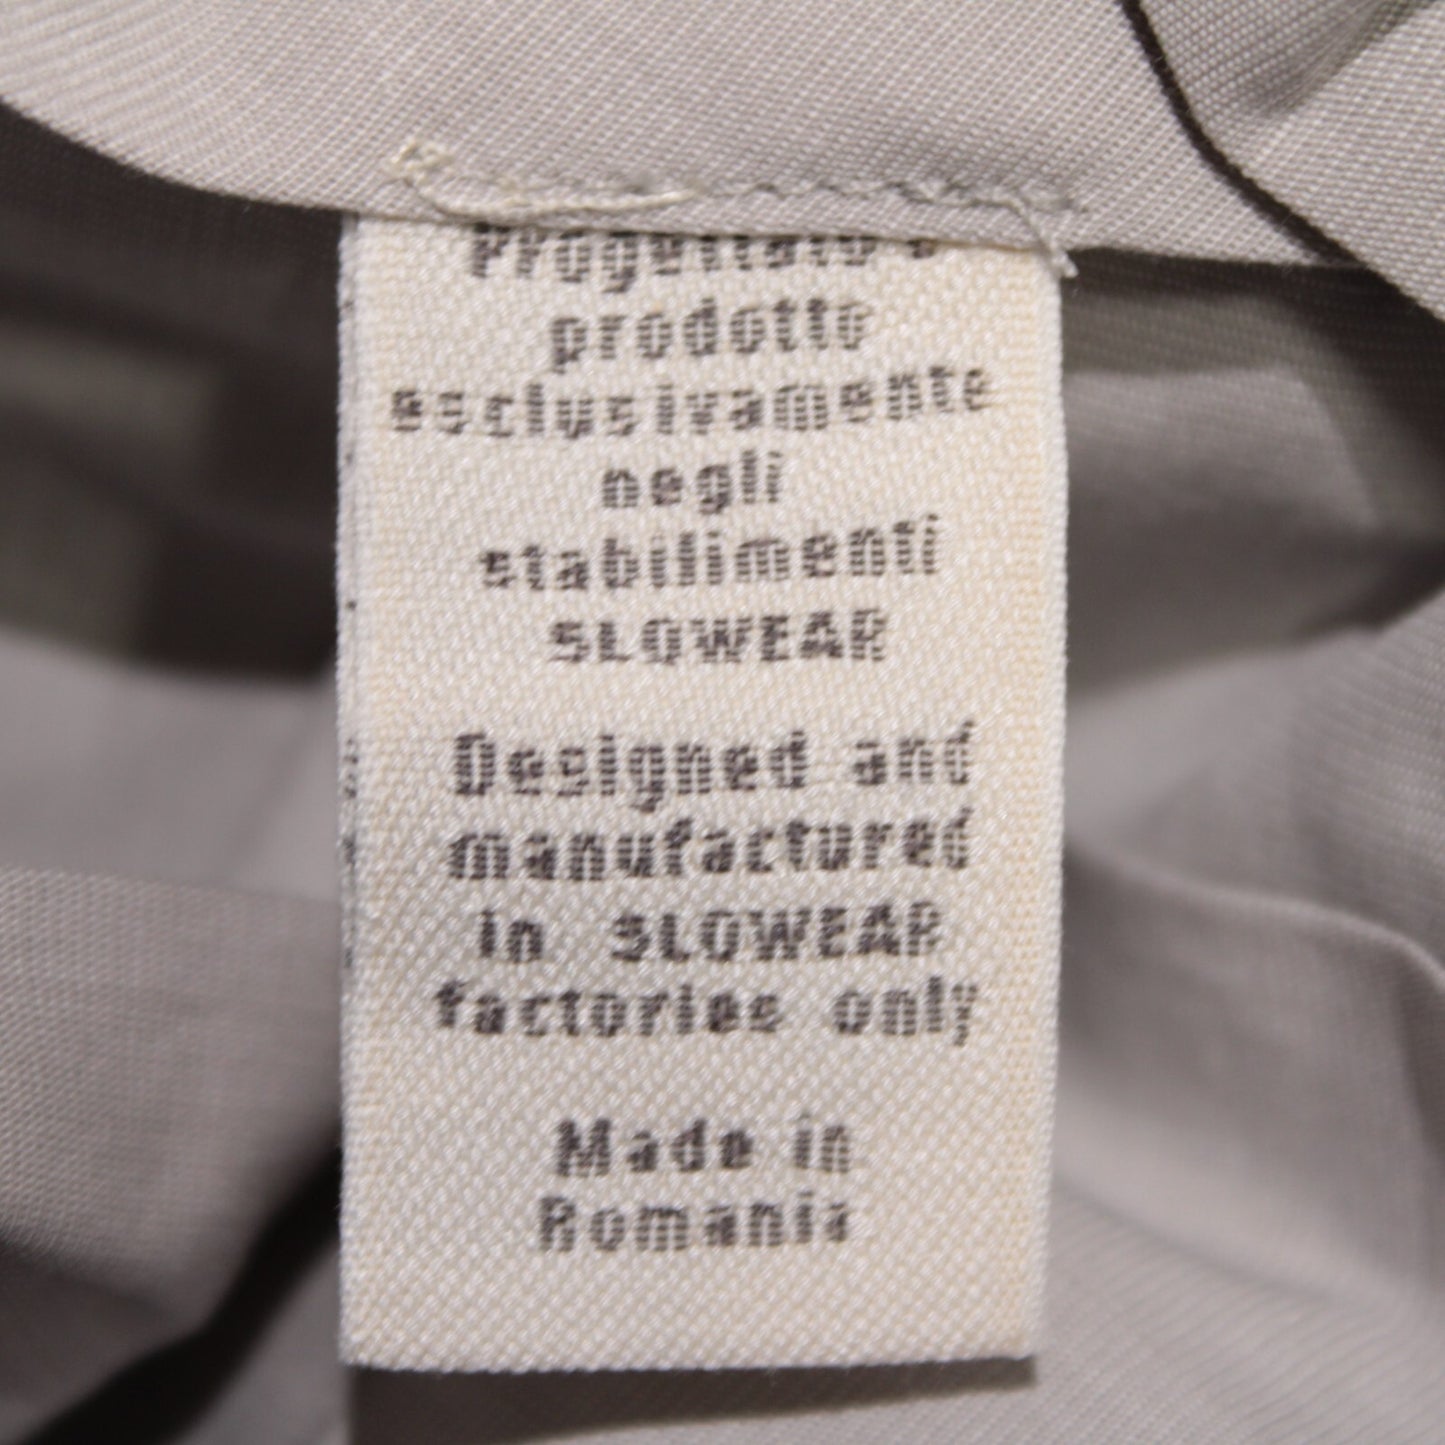 Progettato e
prodotto
esclusivamente
negli
stabilimenti
SLOWEAR
Designed and
manufactured
in SLOWEAR
factories only
Made in
Romania